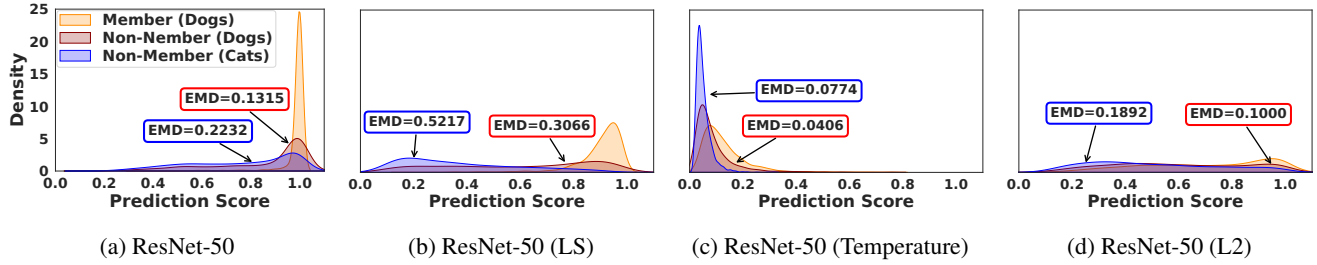 25
20
15
10
5
0
Density
Member (Dogs)
Non-Nember (Dogs)
Non-Member (Cats)
EMD=0.1315
EMD=0.2232
0.0 0.2 0.4 0.6 0.8 1.0
Prediction Score
(a) ResNet-50
EMD=0.5217
EMD=0.3066
0.0 0.2 0.4 0.6 0.8 1.0
Prediction Score
(b) ResNet-50 (LS)
EMD=0.0774
EMD=0.0406
0.0 0.2 0.4 0.6 0.8 1.0
Prediction Score
(c) ResNet-50 (Temperature)
EMD=0.1892
EMD=0.1000
0.0 0.2 0.4 0.6 0.8 1.0
Prediction Score
(d) ResNet-50 (L2)